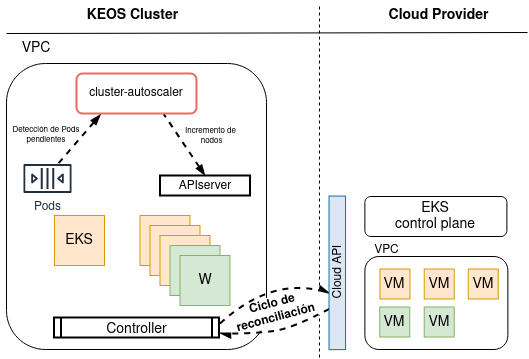 KEOS Cluster
Cloud Provider
VPC
cluster-autoscaler
Detección de Pods
pendientes
Incremento de
nodos
APIserver
Pods
EKS
W
Controller
Ciclo de
reconciliación
Cloud API
EKS
control plane
VPC
VM VM VM
VM VM